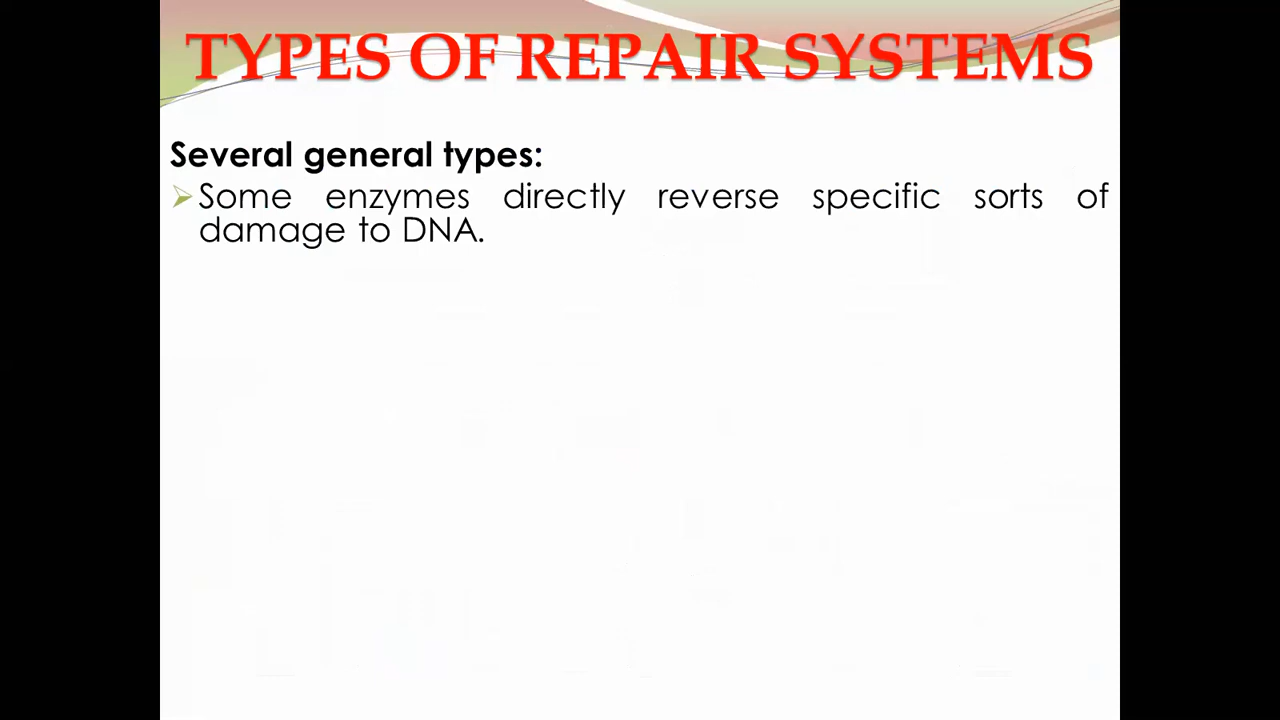 TYPES OF REPAIR SYSTEMS
Several general types:
Some enzymes directly reverse specific sorts of
damage to DNA.